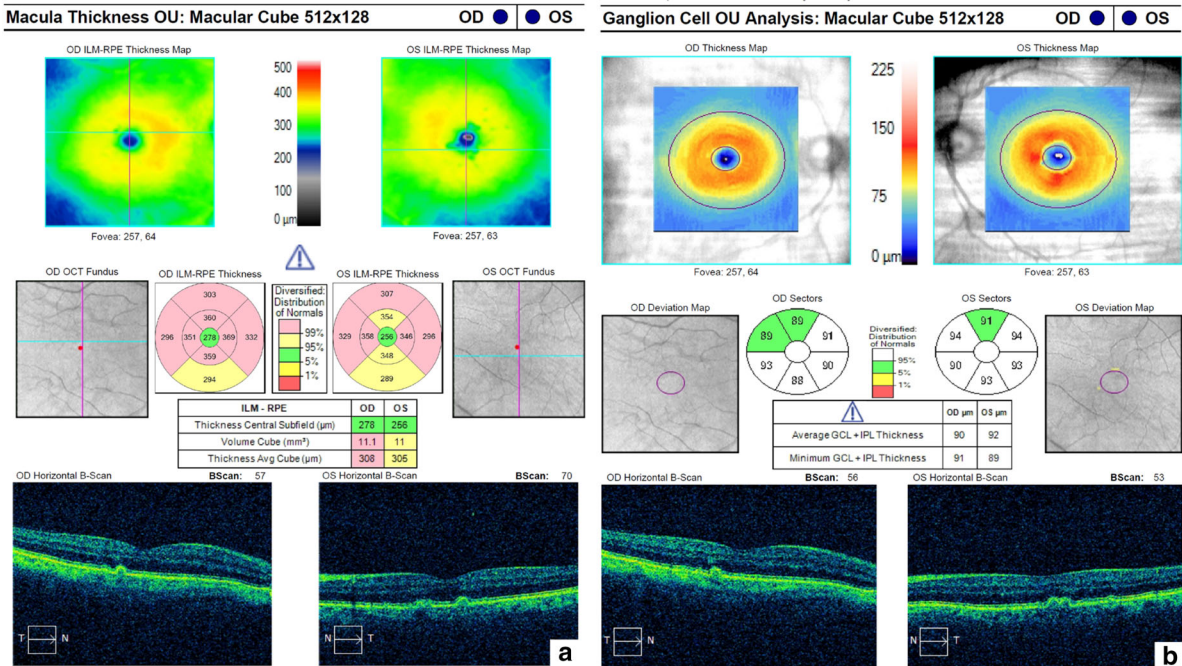 Macula Thickness OU: Macular Cube 512x128 OD OS
OD ILM-RPE Thickness Map OS ILM-RPE Thickness Map
500
400
300
200
100
0 µm
Fovea: 257, 64 Fovea: 257, 63
OD OCT Fundus OD ILM-RPE Thickness OS ILM-RPE Thickness OS OCT Fundus
Diversified:
Distribution
of Normals
99%
95%
5%
1%
303
360
296 351 278 369 332
359
294
307
354
329 358 256 346 296
348
289
ILM - RPE OD OS
Thickness Central Subfield (µm) 278 256
Volume Cube (mm³) 11.1 11
Thickness Avg Cube (µm) 308 305
OD Horizontal B-Scan BScan: 57 OS Horizontal B-Scan BScan: 70
T N T N
a
Ganglion Cell OU Analysis: Macular Cube 512x128 OD OS
OD Thickness Map OS Thickness Map
225
150
75
0 µm
Fovea: 257, 64 Fovea: 257, 63
OD Deviation Map OD Sectors OS Sectors OS Deviation Map
Diversified:
Distribution
of Normals
95%
5%
1%
89
89 91
93 90
88
91
94 94
90 93
93
OD µm OS µm
Average GCL + IPL Thickness 90 92
Minimum GCL + IPL Thickness 91 89
OD Horizontal B-Scan BScan: 56 OS Horizontal B-Scan BScan: 53
T N T N
b